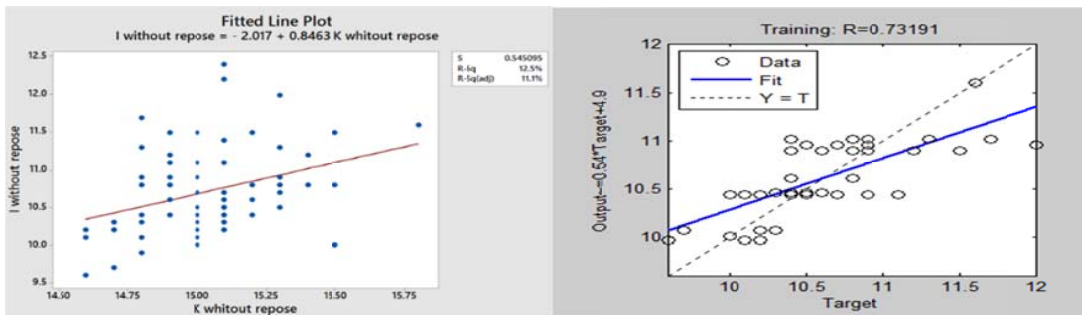 Fitted Line Plot
I without repose = - 2.017 + 0.8463 K whitout repose
S 0.545095
R-Sq 12.5%
R-Sq(adj) 11.1%
12.5
12.0
11.5
11.0
10.5
10.0
9.5
I without repose
14.50 14.75 15.00 15.25 11.50 15.75
K whitout repose
Training: R=0.73191
Data
Fit
Y = T
12
11.5
11
10.5
10
Output~=0.54*Target+4.9
10 10.5 11 11.5 12
Target